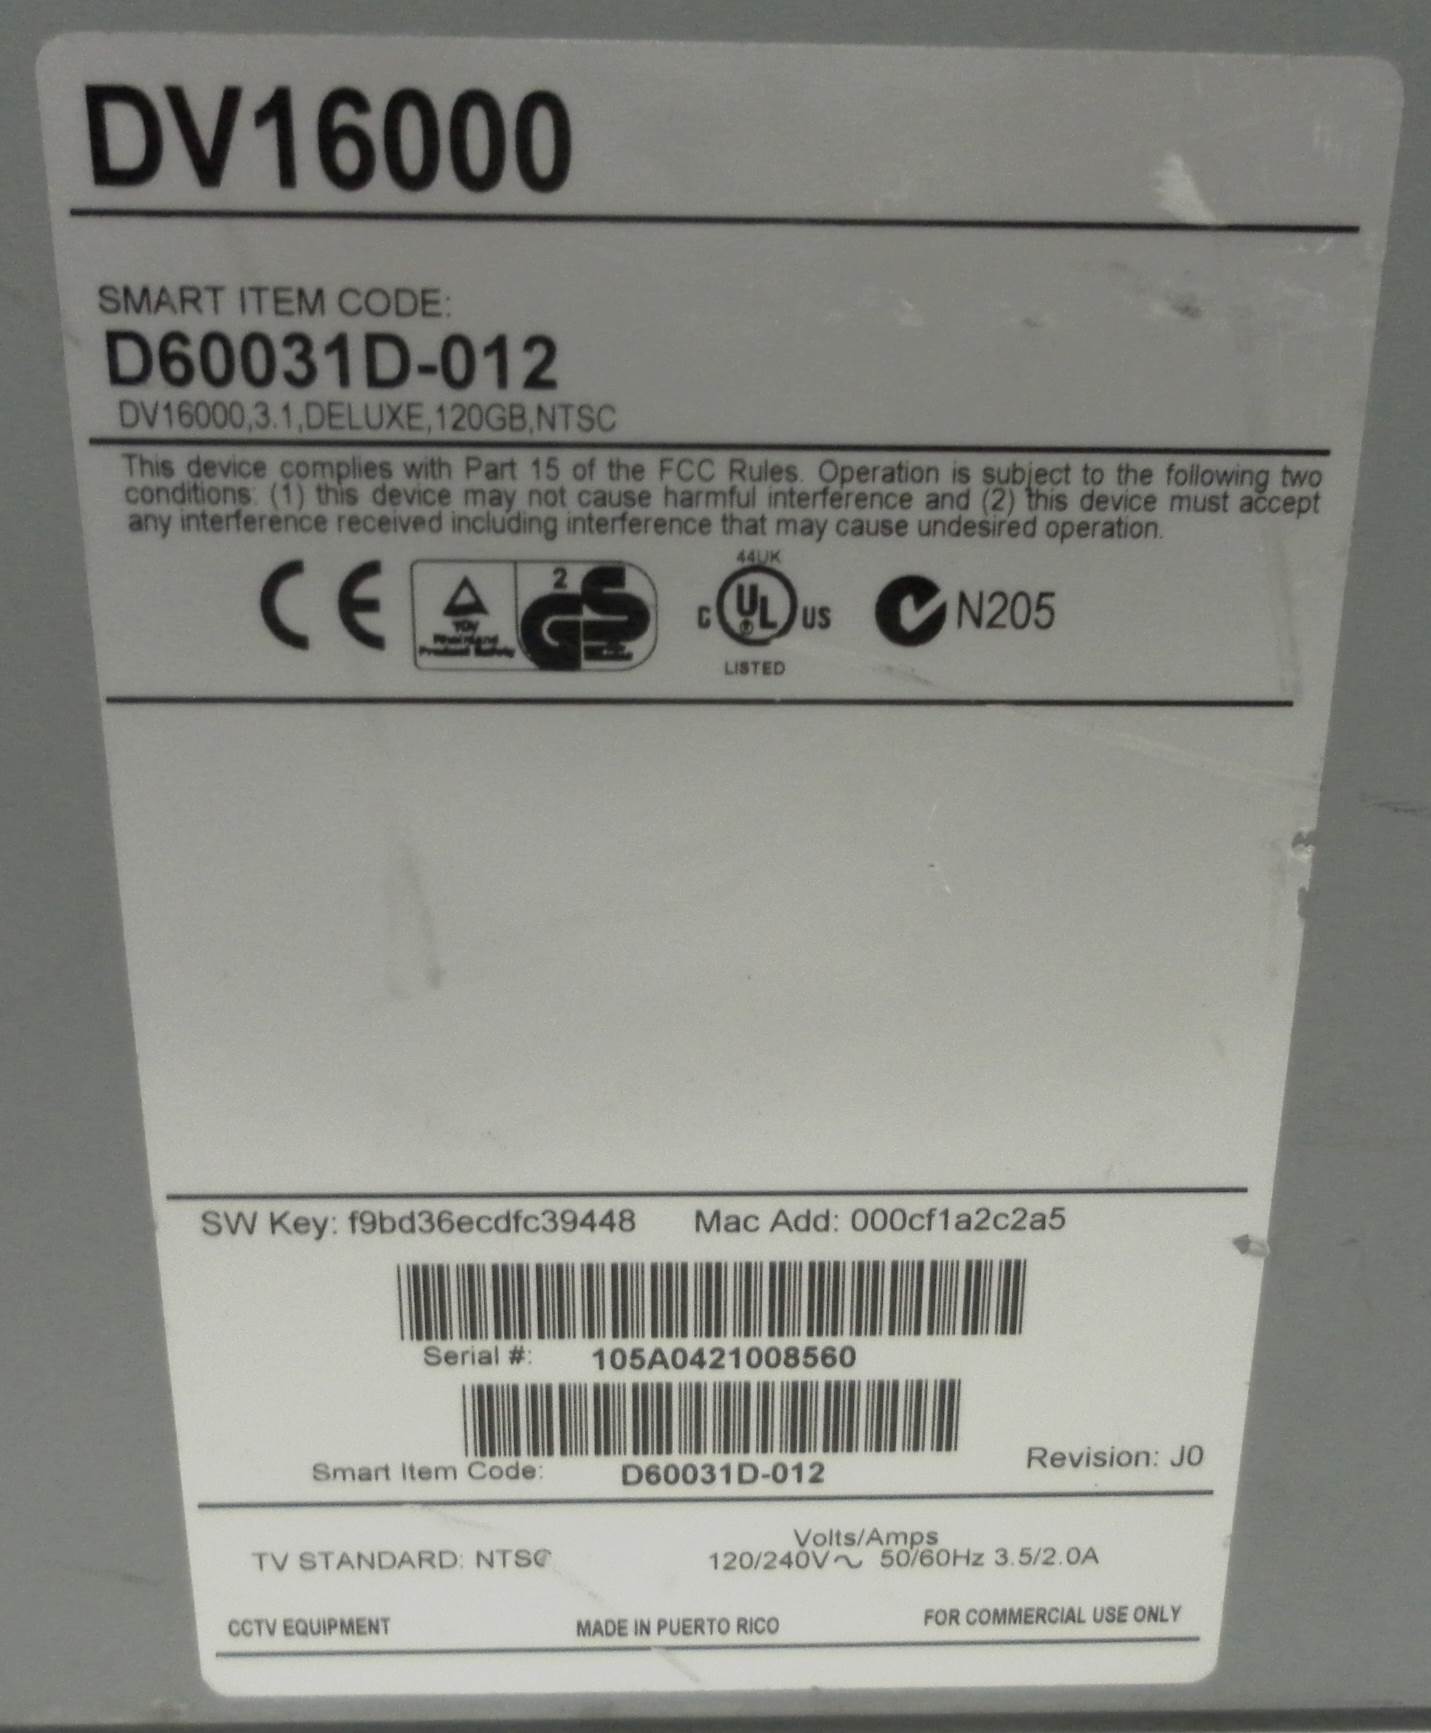 DV16000
SMART ITEM CODE:
D60031D-012
DV16000,3.1,DELUXE,120GB,NTSC
This device complies with Part 15 of the FCC Rules. Operation is subject to the following two
conditions: (1) this device may not cause harmful interference and (2) this device must accept
any interference received including interference that may cause undesired operation.
CE
TÜV
Rheinland
Product Safety
2
GS
44UK
C UL US
®
LISTED
N205
SW Key: f9bd36ecdfc39448 Mac Add: 000cf1a2c2a5
Serial #: 105A0421008560
Smart Item Code: D60031D-012
Revision: J0
TV STANDARD: NTSC
Volts/Amps
120/240V~ 50/60Hz 3.5/2.0A
CCTV EQUIPMENT MADE IN PUERTO RICO FOR COMMERCIAL USE ONLY